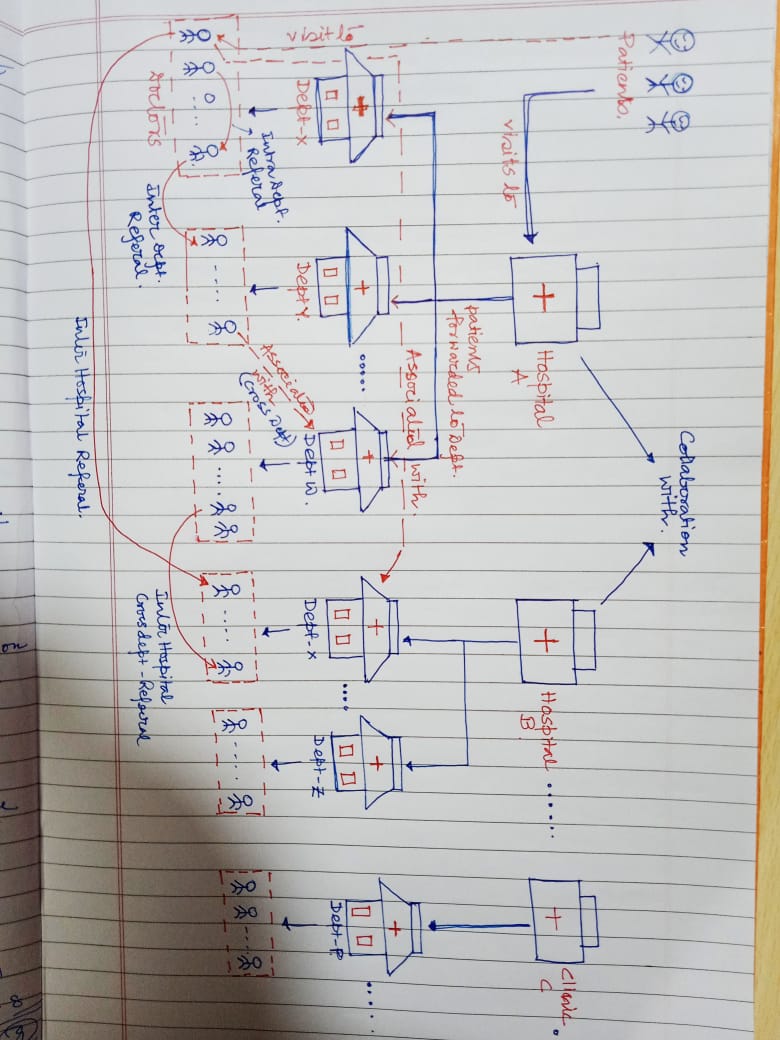 Patients.
visits to
visit to
Hospital
A
Collaboration
with.
Hospital
B.
Clinic
C
patients
forwarded to Dept.
Associated with.
Dept-X
Dept Y.
Dept W.
Dept-X
Dept-Z
Dept-P
Doctors
Intra Dept.
Referal
Inter dept.
Referal.
Associated
with
(cross Dept)
Inter Hospital Referal.
Inter Hospital
Crossdept-Referal